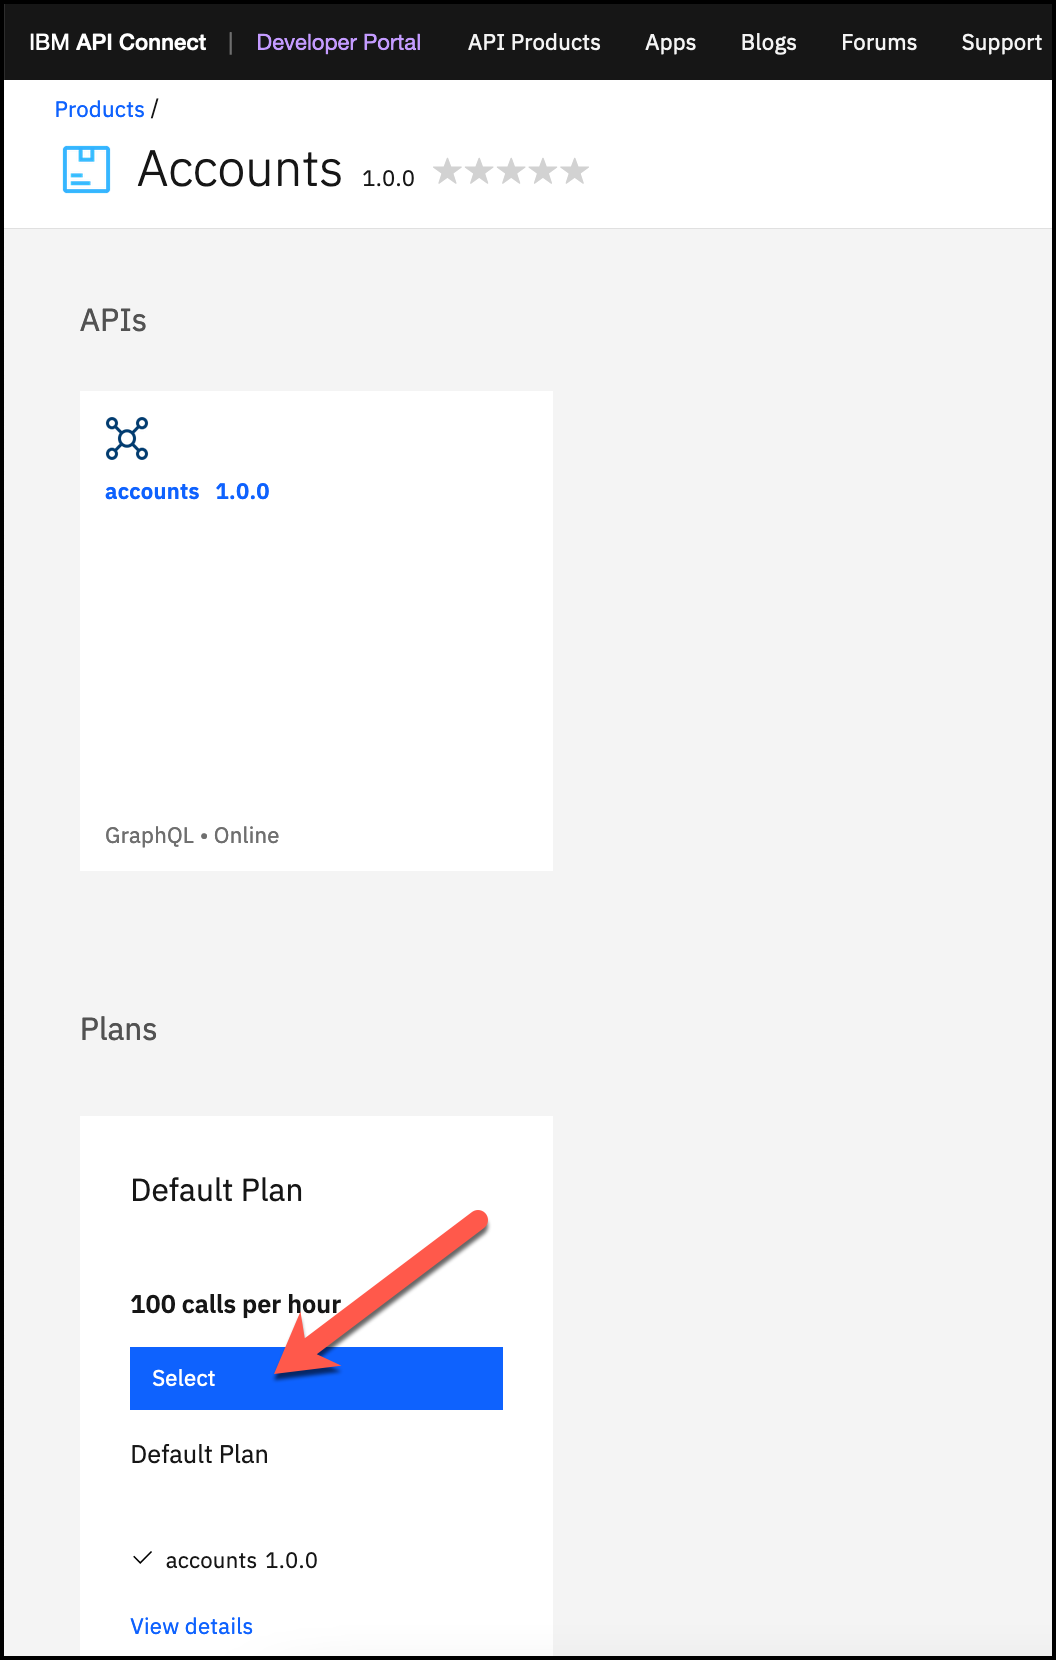 IBM API Connect | Developer Portal API Products Apps Blogs Forums Support
Products /
Accounts 1.0.0
APIs
accounts 1.0.0
GraphQL • Online
Plans
Default Plan
100 calls per hour
Select
Default Plan
accounts 1.0.0
View details